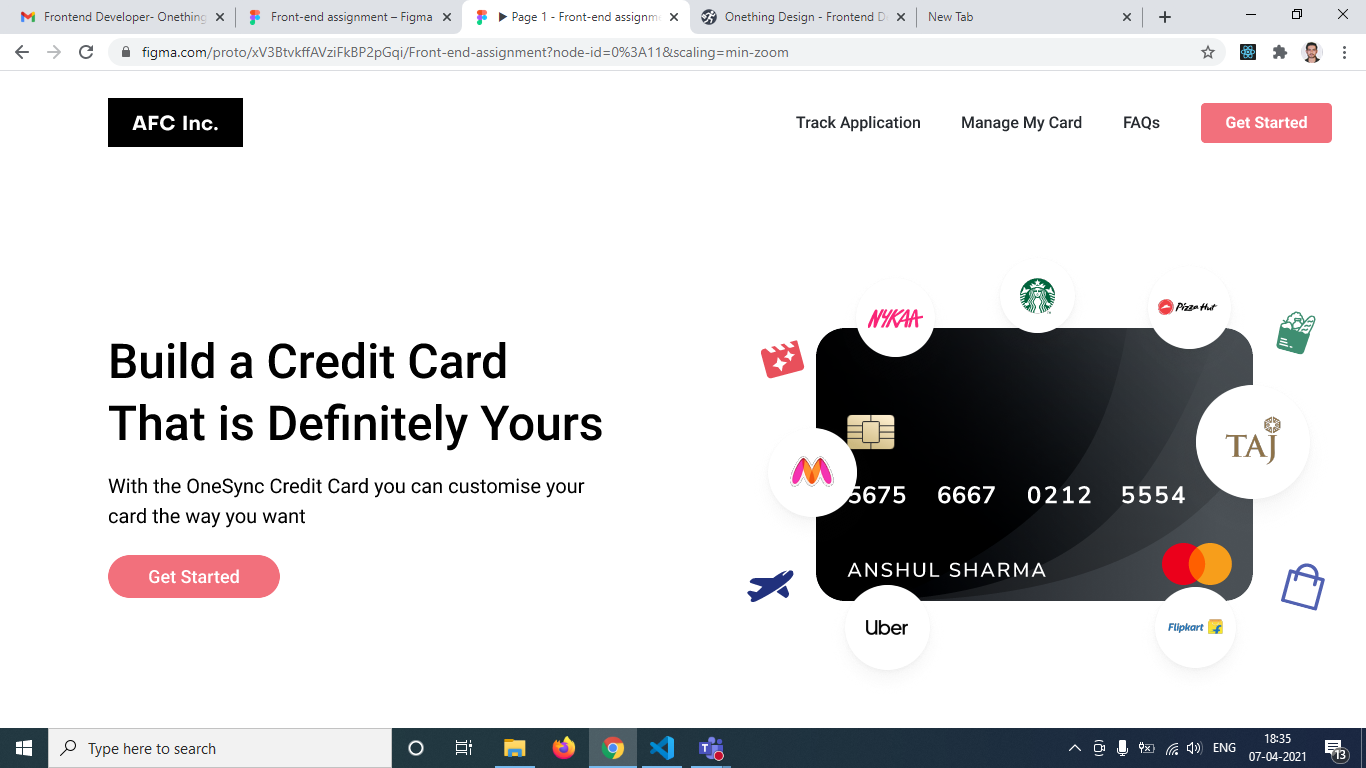 Frontend Developer- Onething
Front-end assignment – Figma
▶ Page 1 - Front-end assignme
Onething Design - Frontend D
New Tab
figma.com/proto/xV3BtvkffAVziFkBP2pGqi/Front-end-assignment?node-id=0%3A11&scaling=min-zoom
AFC Inc.
Track Application
Manage My Card
FAQs
Get Started
Build a Credit Card
That is Definitely Yours
With the OneSync Credit Card you can customise your
card the way you want
Get Started
NYKAA
Pizza Hut
TAJ
5675 6667 0212 5554
ANSHUL SHARMA
Uber
Flipkart
Type here to search
ENG
18:35
07-04-2021
13